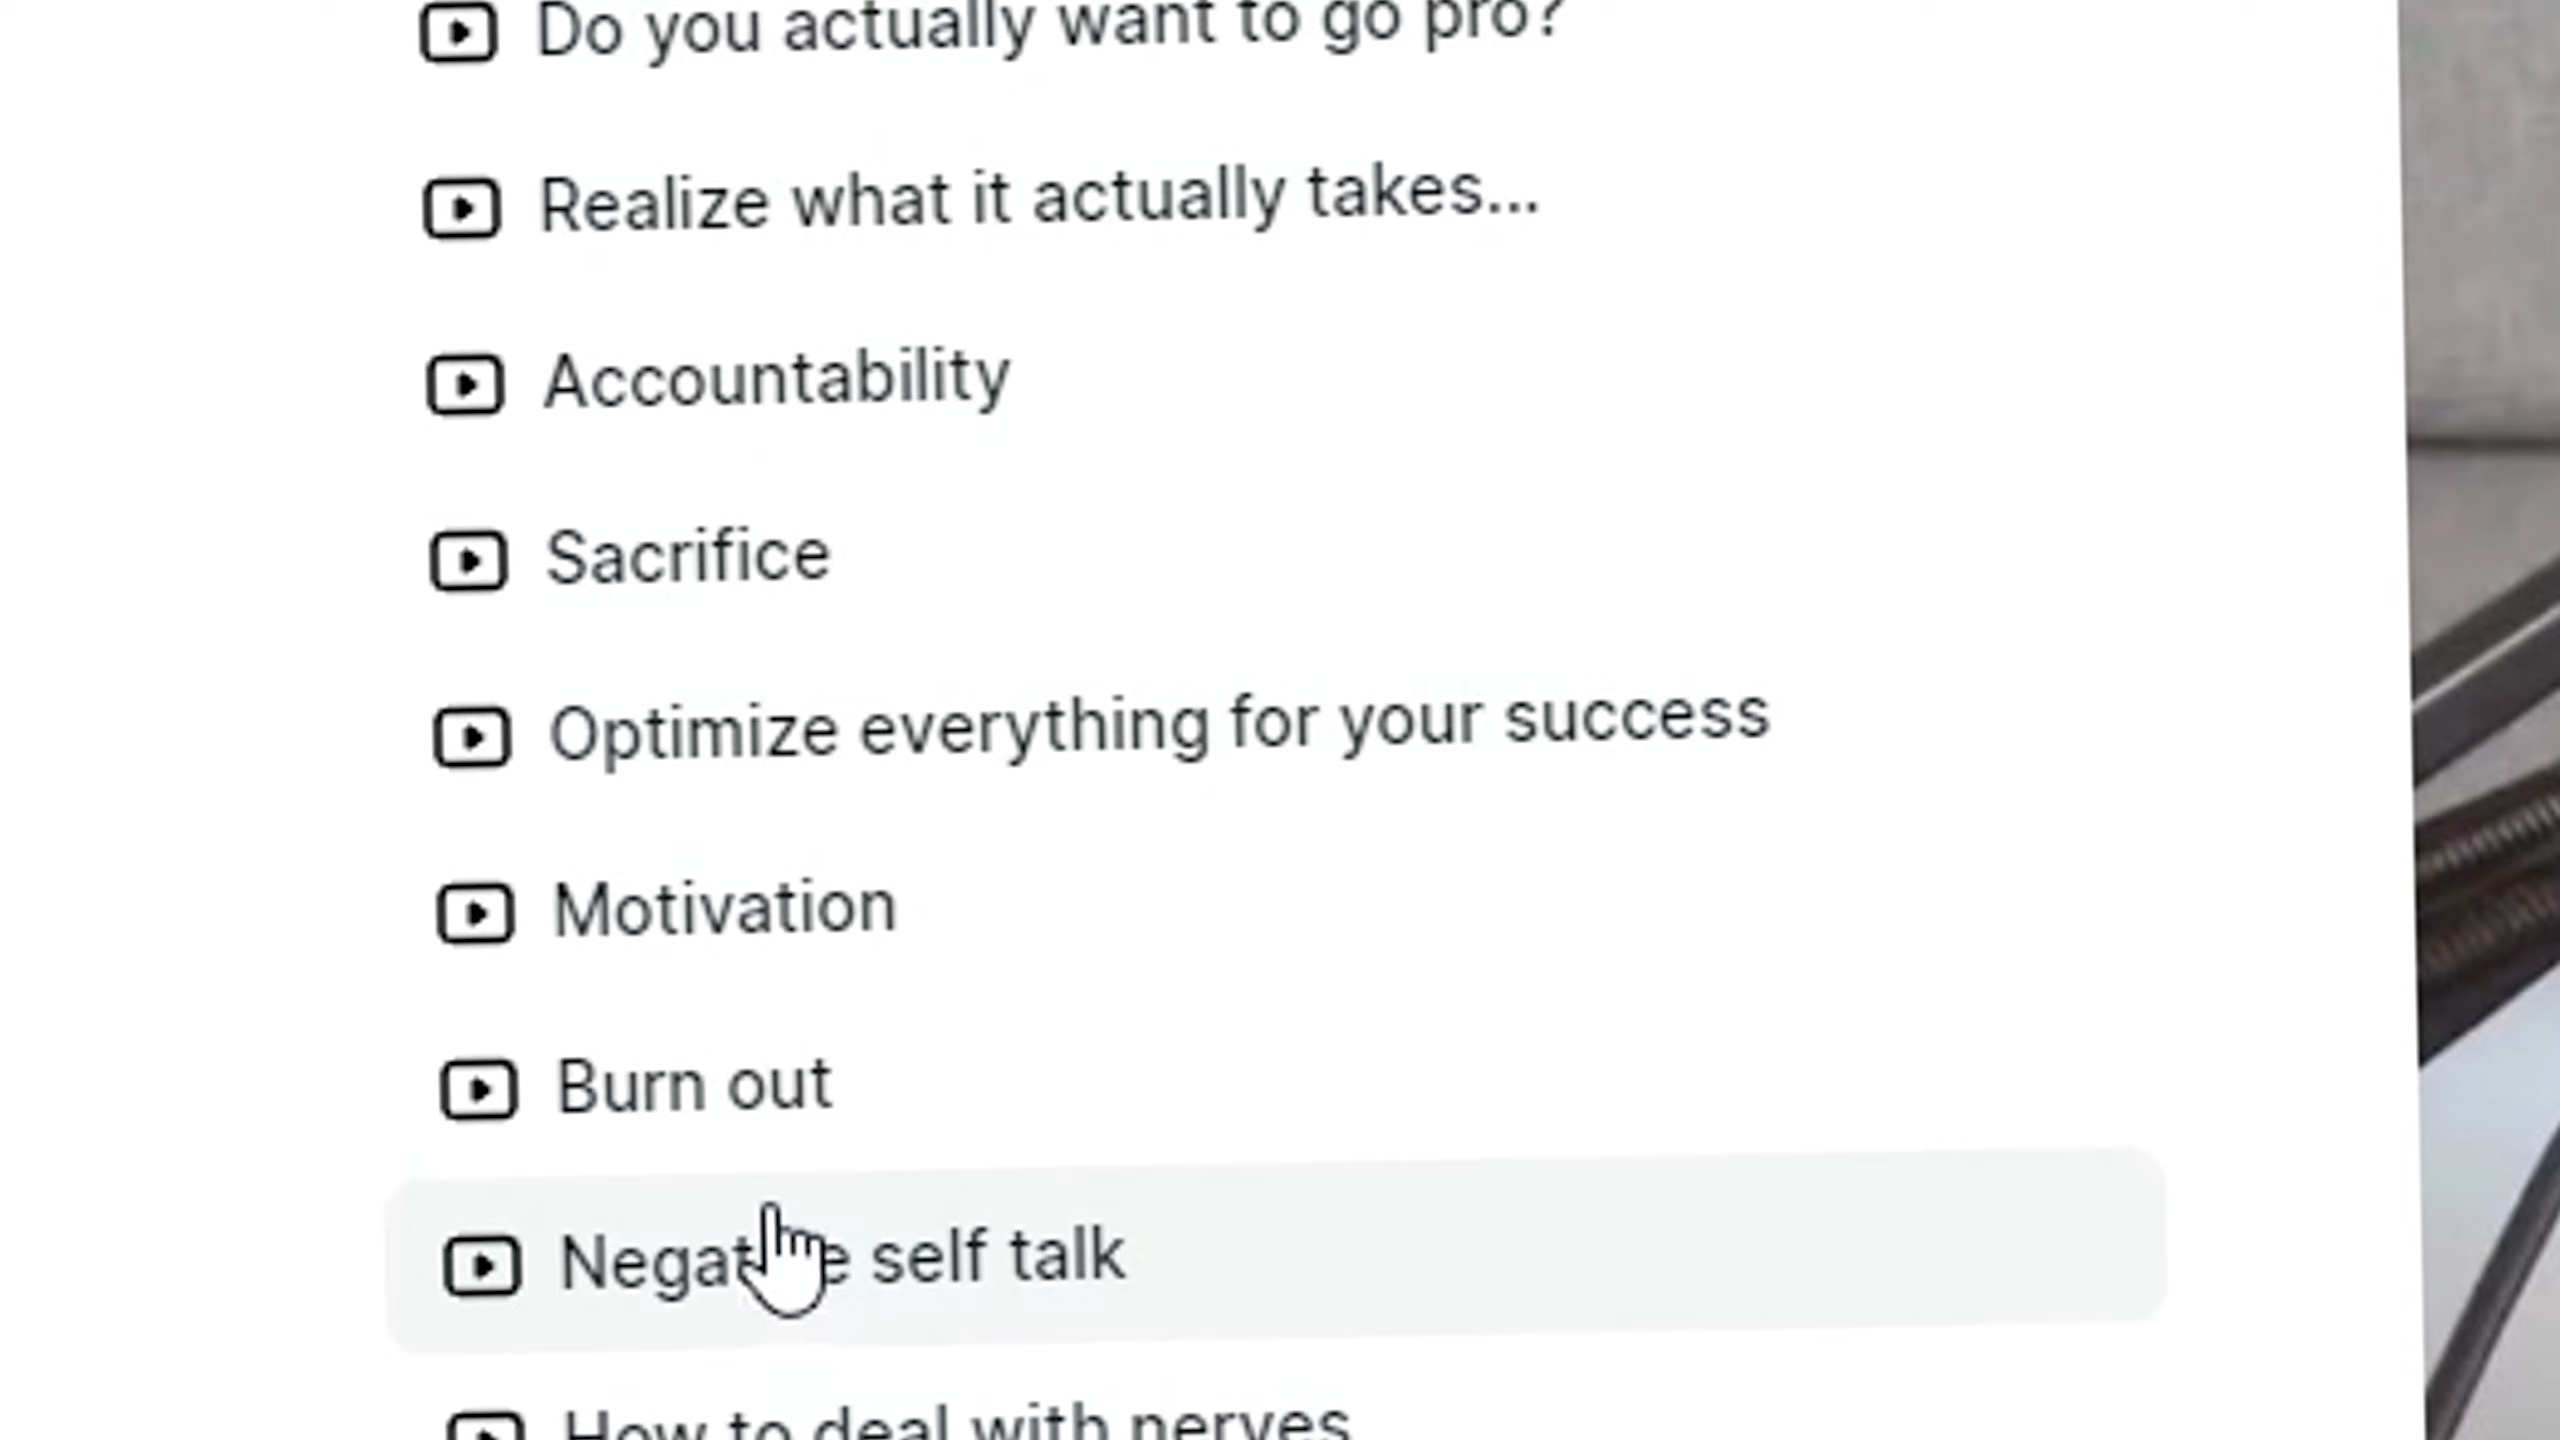 Do you actually want to go pro?
Realize what it actually takes...
Accountability
Sacrifice
Optimize everything for your success
Motivation
Burn out
Negative self talk
How to deal with nerves